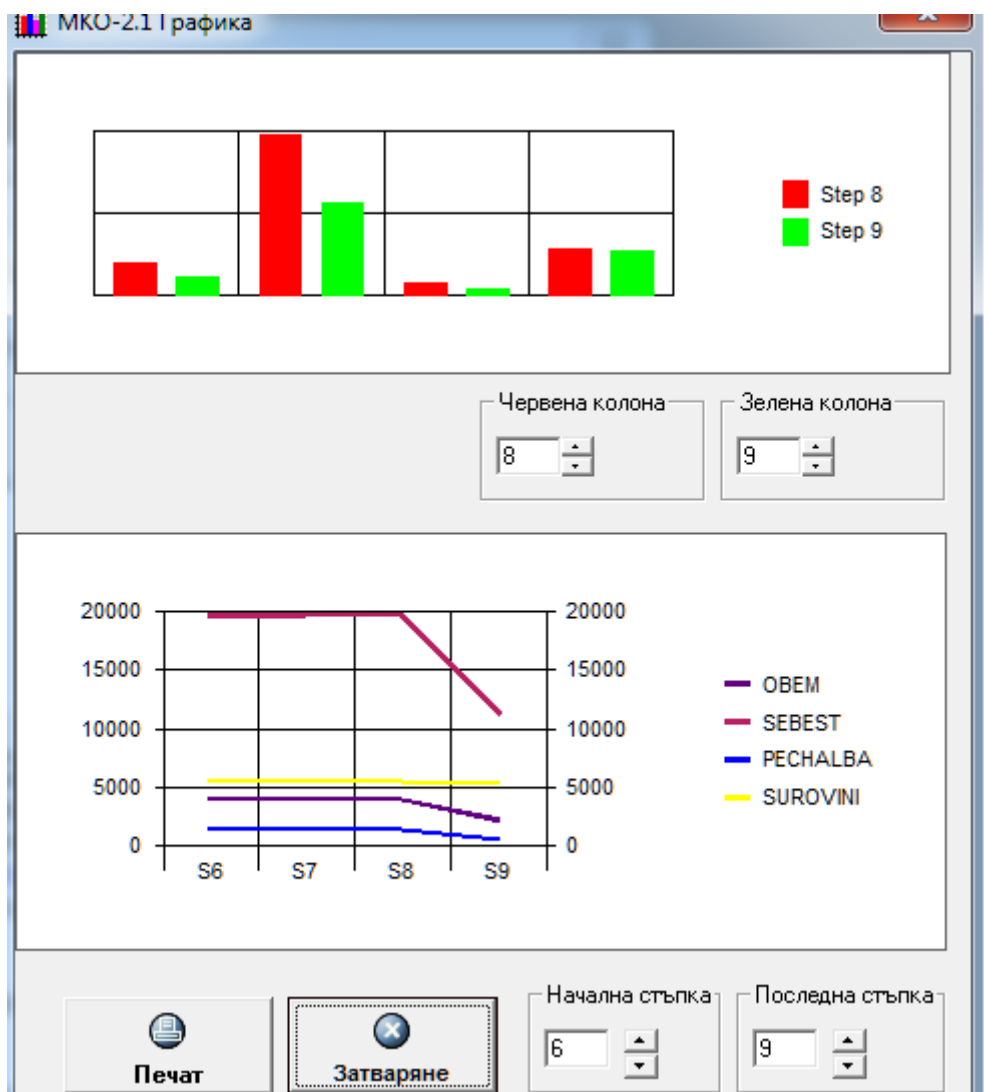 МКО-2.1 Графика
Step 8
Step 9
Червена колона
Зелена колона
8
9
20000
20000
15000
15000
10000
10000
5000
5000
0
0
S6
S7
S8
S9
OBEM
SEBEST
PECHALBA
SUROVINI
Начална стъпка
Последна стъпка
6
9
Печат
Затваряне